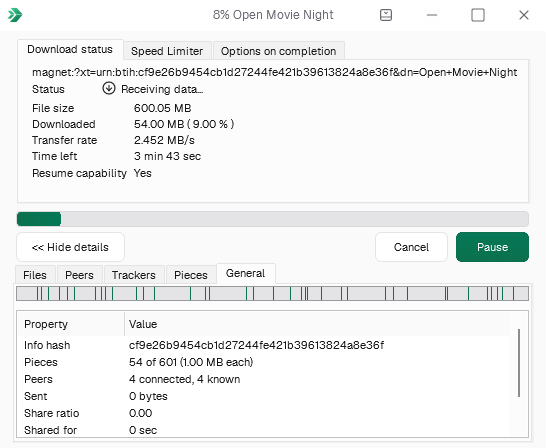 8% Open Movie Night
Download status
Speed Limiter
Options on completion
magnet:?xt=urn:btih:cf9e26b9454cb1d27244fe421b39613824a8e36f&dn=Open+Movie+Night
Status Receiving data...
File size 600.05 MB
Downloaded 54.00 MB ( 9.00 % )
Transfer rate 2.452 MB/s
Time left 3 min 43 sec
Resume capability Yes
<< Hide details
Cancel
Pause
Files
Peers
Trackers
Pieces
General
Property Value
Info hash cf9e26b9454cb1d27244fe421b39613824a8e36f
Pieces 54 of 601 (1.00 MB each)
Peers 4 connected, 4 known
Sent 0 bytes
Share ratio 0.00
Shared for 0 sec